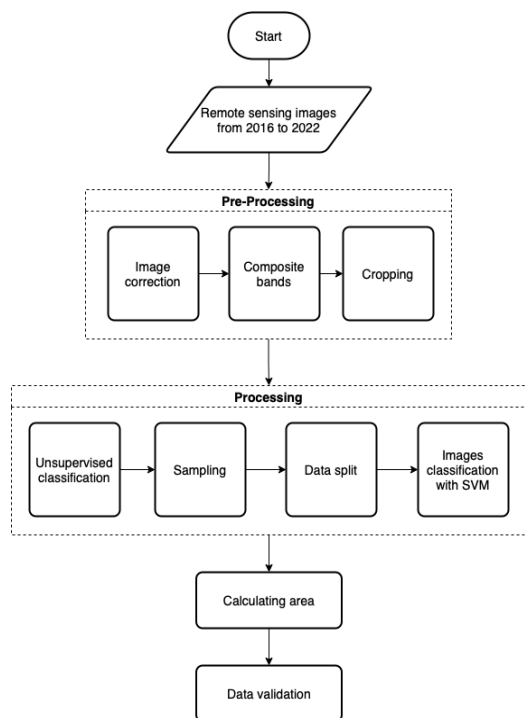 Start
Remote sensing images
from 2016 to 2022
Pre-Processing
Image
correction
Composite
bands
Cropping
Processing
Unsupervised
classification
Sampling
Data split
Images
classification
with SVM
Calculating area
Data validation